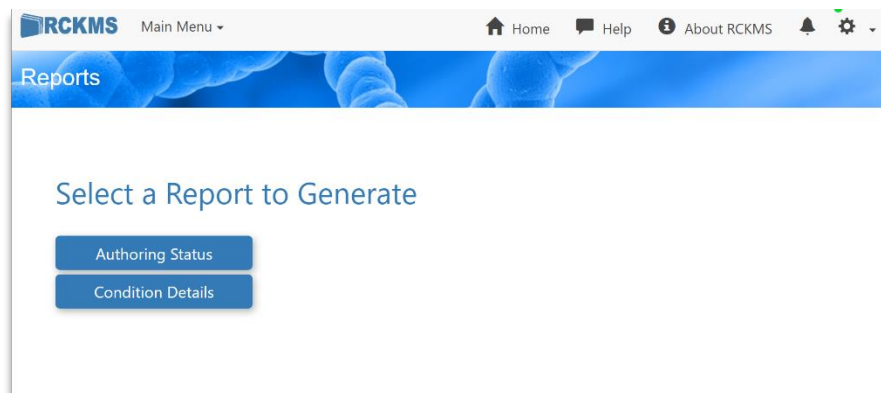 RCKMS Main Menu Home Help About RCKMS
Reports
Select a Report to Generate
Authoring Status
Condition Details